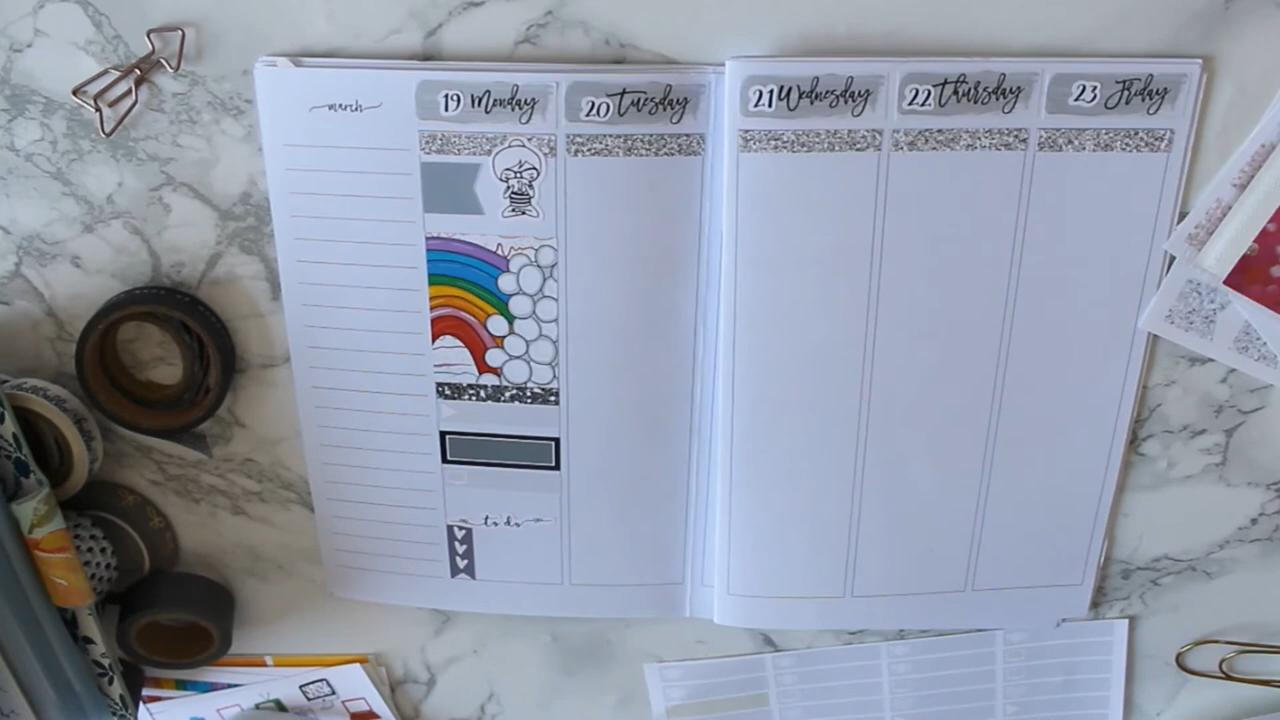 march
19 Monday
20 Tuesday
21 Wednesday
22 Thursday
23 Friday
to do